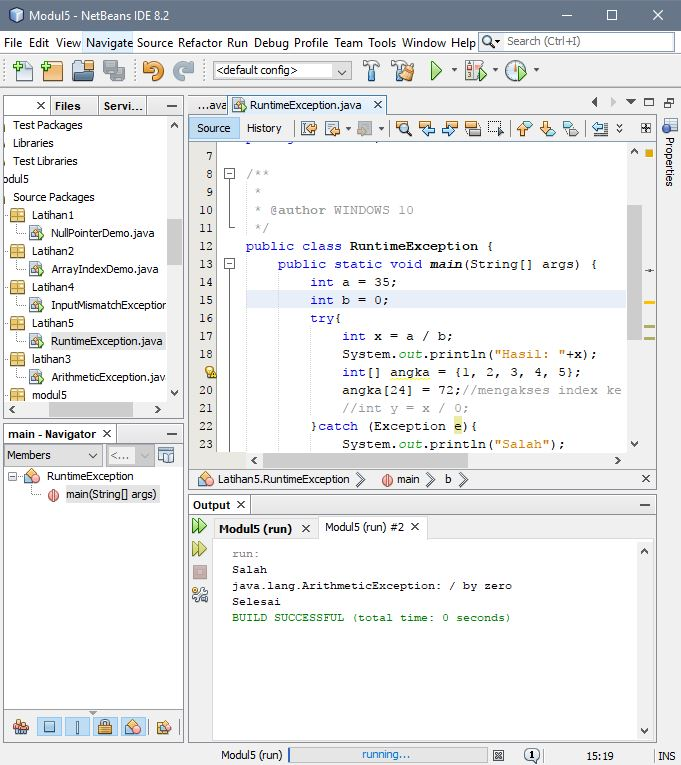 Modul5 - NetBeans IDE 8.2
File Edit View Navigate Source Refactor Run Debug Profile Team Tools Window Help
Search (Ctrl+I)
<default config>
Files
Servi...
Test Packages
Libraries
Test Libraries
odul5
Source Packages
Latihan1
NullPointerDemo.java
Latihan2
ArrayIndexDemo.java
Latihan4
InputMismatchException
Latihan5
RuntimeException.java
latihan3
ArithmeticException.jav
modul5
main - Navigator
Members
<...
RuntimeException
main(String[] args)
...ava
RuntimeException.java
Source
History
7
8 /**
9 *
10 * @author WINDOWS 10
11 */
12 public class RuntimeException {
13 public static void main(String[] args) {
14 int a = 35;
15 int b = 0;
16 try{
17 int x = a / b;
18 System.out.println("Hasil: "+x);
int[] angka = {1, 2, 3, 4, 5};
20 angka[24] = 72;//mengakses index ke
21 //int y = x / 0;
22 }catch (Exception e){
23 System.out.println("Salah");
Latihan5.RuntimeException
main
b
Properties
Output
Modul5 (run)
Modul5 (run) #2
run:
Salah
java.lang.ArithmeticException: / by zero
Selesai
BUILD SUCCESSFUL (total time: 0 seconds)
Modul5 (run)
running...
1
15:19
INS